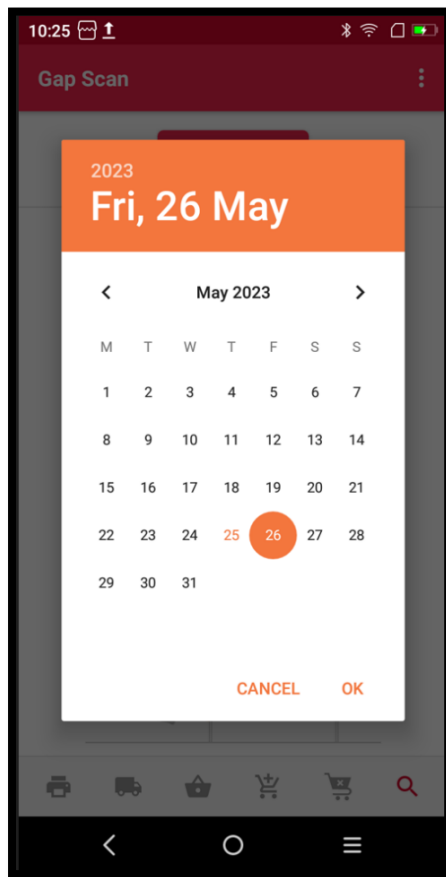 10:25
Gap Scan
2023
Fri, 26 May
May 2023
M T W T F S S
1 2 3 4 5 6 7
8 9 10 11 12 13 14
15 16 17 18 19 20 21
22 23 24 25 26 27 28
29 30 31
CANCEL OK